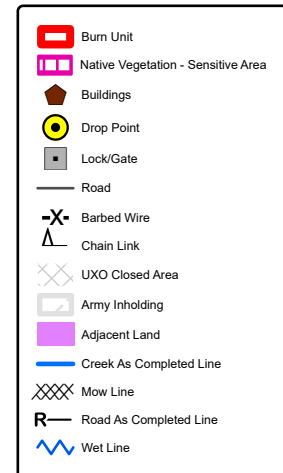 Burn Unit
Native Vegetation - Sensitive Area
Buildings
Drop Point
Lock/Gate
Road
-X- Barbed Wire
Chain Link
UXO Closed Area
Army Inholding
Adjacent Land
Creek As Completed Line
Mow Line
R— Road As Completed Line
Wet Line